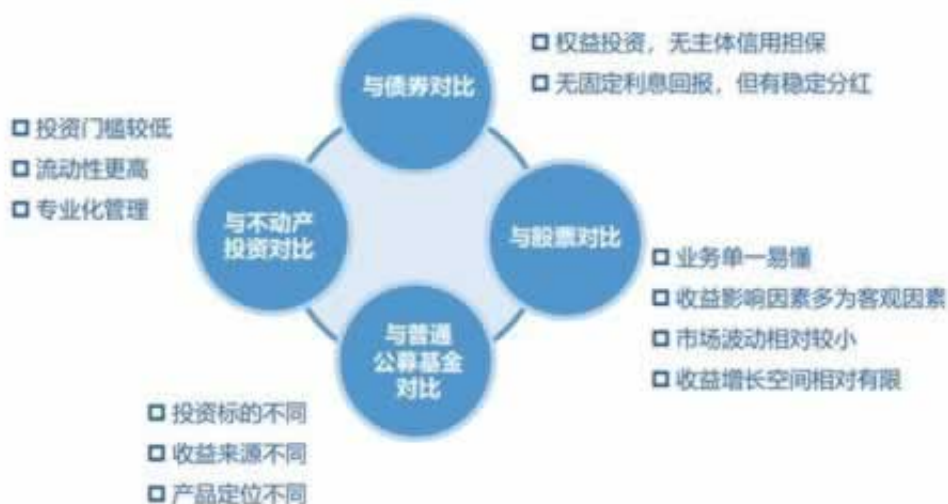 与债券对比
权益投资，无主体信用担保
无固定利息回报，但有稳定分红
投资门槛较低
流动性更高
专业化管理
与不动产
投资对比
与股票对比
业务单一易懂
收益影响因素多为客观因素
市场波动相对较小
收益增长空间相对有限
与普通
公募基金
对比
投资标的不同
收益来源不同
产品定位不同